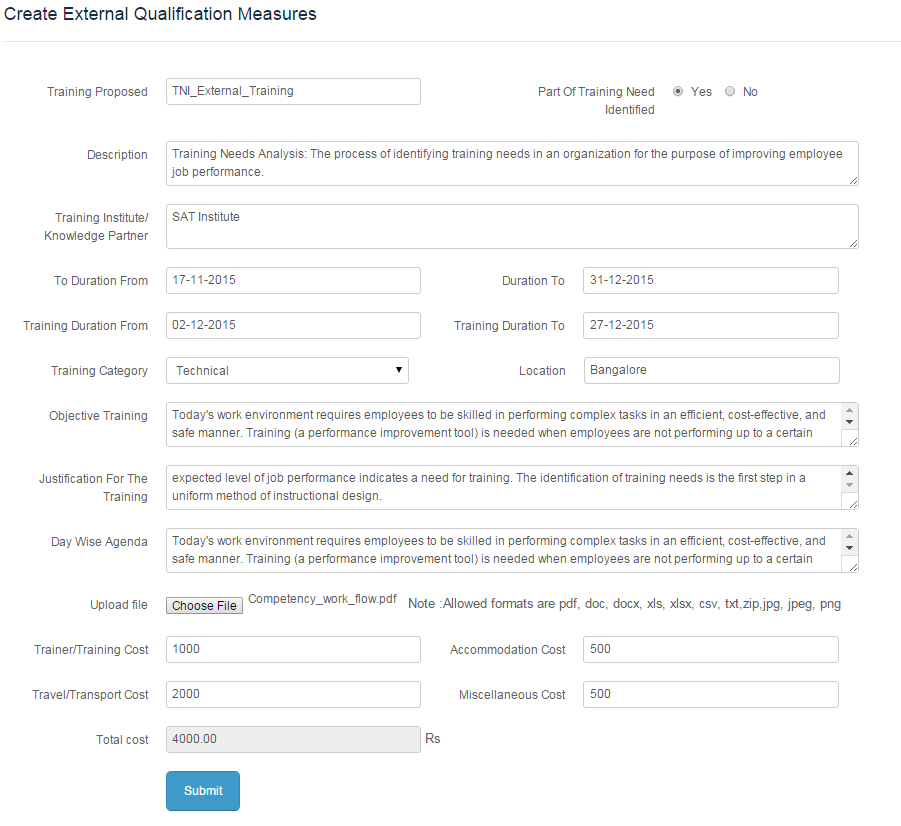 Create External Qualification Measures
Training Proposed TNI_External_Training Part Of Training Need Yes No
Identified
Description Training Needs Analysis: The process of identifying training needs in an organization for the purpose of improving employee
job performance.
Training Institute/ SAT Institute
Knowledge Partner
To Duration From 17-11-2015 Duration To 31-12-2015
Training Duration From 02-12-2015 Training Duration To 27-12-2015
Training Category Technical Location Bangalore
Objective Training Today's work environment requires employees to be skilled in performing complex tasks in an efficient, cost-effective, and
safe manner. Training (a performance improvement tool) is needed when employees are not performing up to a certain
Justification For The expected level of job performance indicates a need for training. The identification of training needs is the first step in a
Training uniform method of instructional design.
Day Wise Agenda Today's work environment requires employees to be skilled in performing complex tasks in an efficient, cost-effective, and
safe manner. Training (a performance improvement tool) is needed when employees are not performing up to a certain
Upload file Choose File Competency_work_flow.pdf Note :Allowed formats are pdf, doc, docx, xls, xlsx, csv, txt,zip,jpg, jpeg, png
Trainer/Training Cost 1000 Accommodation Cost 500
Travel/Transport Cost 2000 Miscellaneous Cost 500
Total cost 4000.00 Rs
Submit